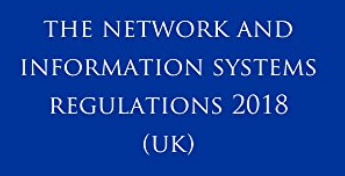 THE NETWORK AND
INFORMATION SYSTEMS
REGULATIONS 2018
(UK)